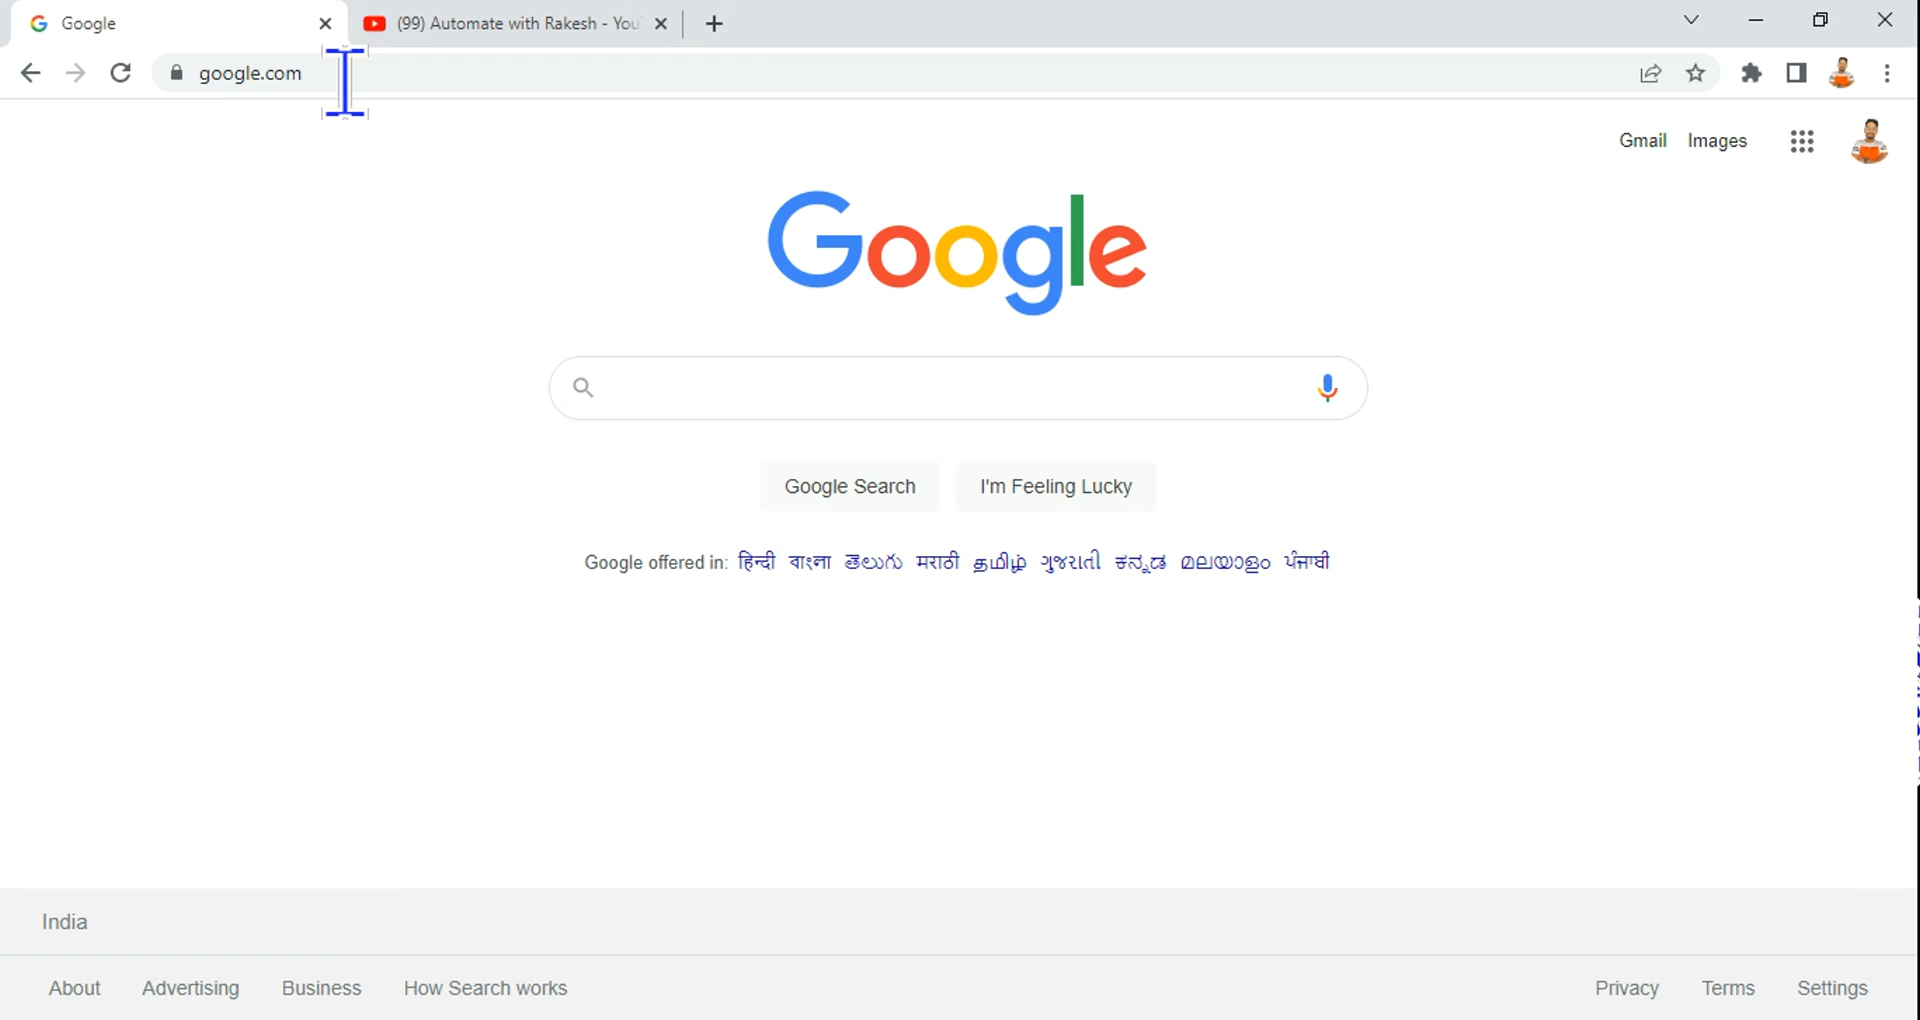 Google
(99) Automate with Rakesh - You
google.com
Gmail Images
Google
Google Search I'm Feeling Lucky
Google offered in: हिन्दी বাংলা తెలుగు मराठी தமிழ் ગુજરાતી ಕನ್ನಡ മലയാളം ਪੰਜਾਬੀ
India
About Advertising Business How Search works Privacy Terms Settings